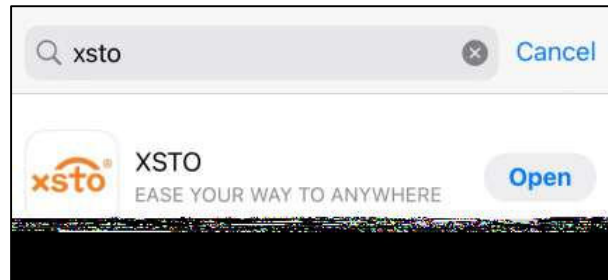 xsto
Cancel
xsto®
XSTO
EASE YOUR WAY TO ANYWHERE
Open